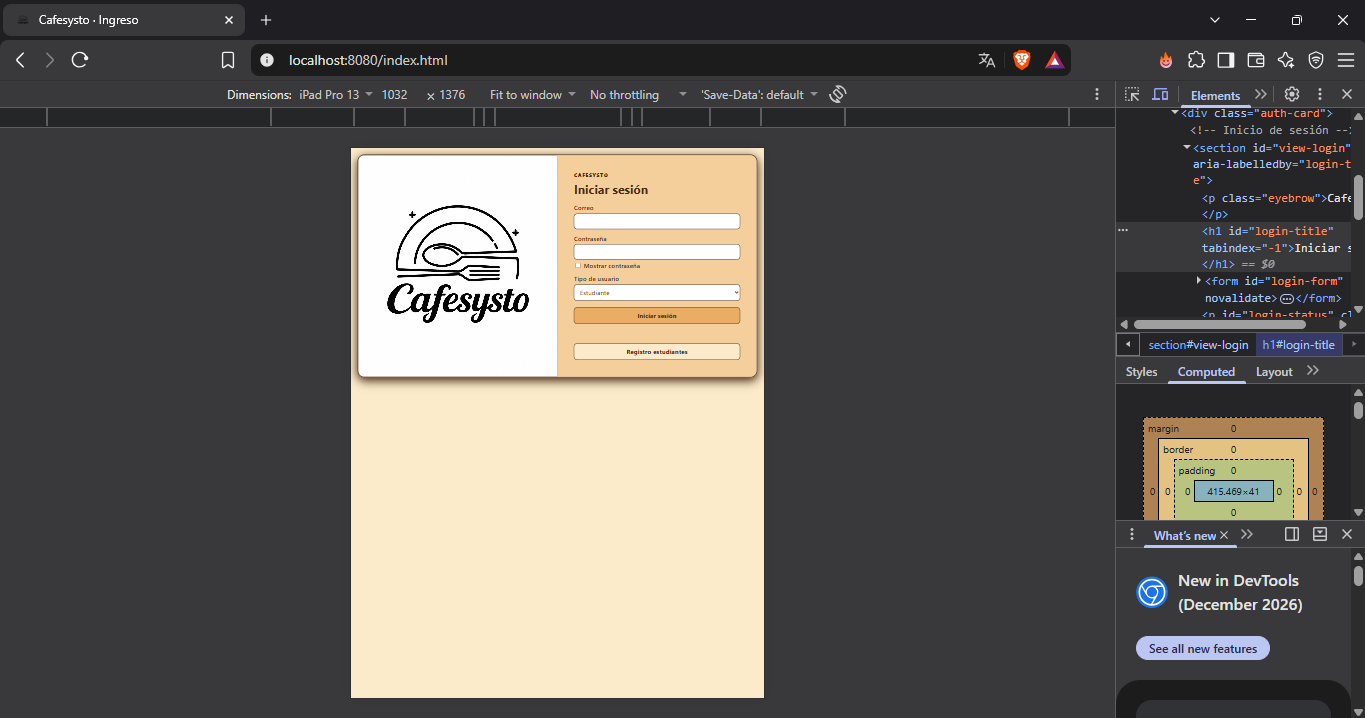 Cafesysto · Ingreso
localhost:8080/index.html
Dimensions: iPad Pro 13 1032 × 1376 Fit to window No throttling 'Save-Data': default
Elements
CAFESYSTO
Iniciar sesión
Correo
Contraseña
Mostrar contraseña
Tipo de usuario
Estudiante
Iniciar sesión
Registro estudiantes
Cafesysto
<div class="auth-card">
<!-- Inicio de sesión --
<section id="view-login"
aria-labelledby="login-t
e">
<p class="eyebrow">Cafe
</p>
<h1 id="login-title"
tabindex="-1">Iniciar s
</h1> == $0
<form id="login-form"
novalidate>⋯</form>
<p id="login-status" cl
section#view-login h1#login-title
Styles Computed Layout
margin 0
border 0
padding 0
0 0 0 415.469×41 0 0 0
0
What's new
New in DevTools
(December 2026)
See all new features